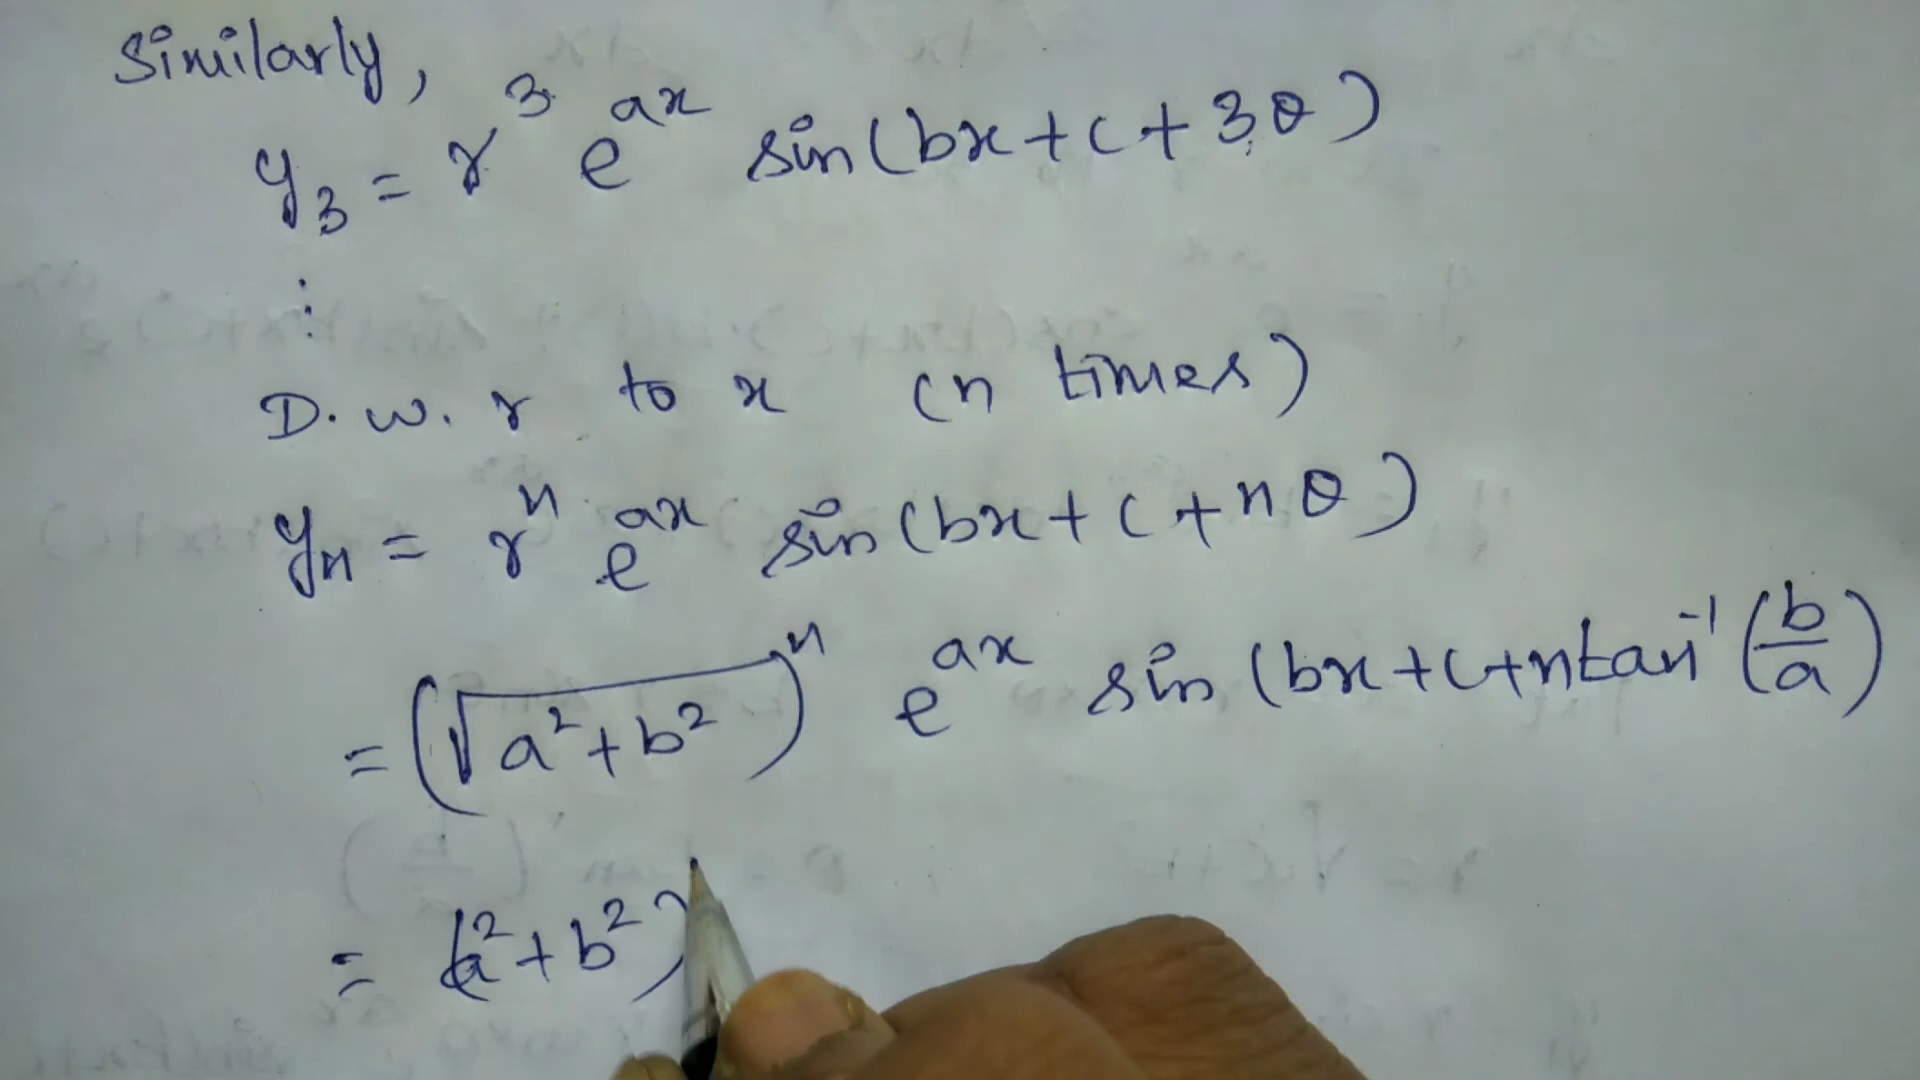 Similarly,
y₃ = r³ e^{ax} sin(bx+c+3θ)
⋮
D. w. r to x (n times)
yₙ = rⁿ e^{ax} sin(bx+c+nθ)
= (√(a²+b²))ⁿ e^{ax} sin(bx+c+ntan⁻¹(b/a)
= (a²+b²)